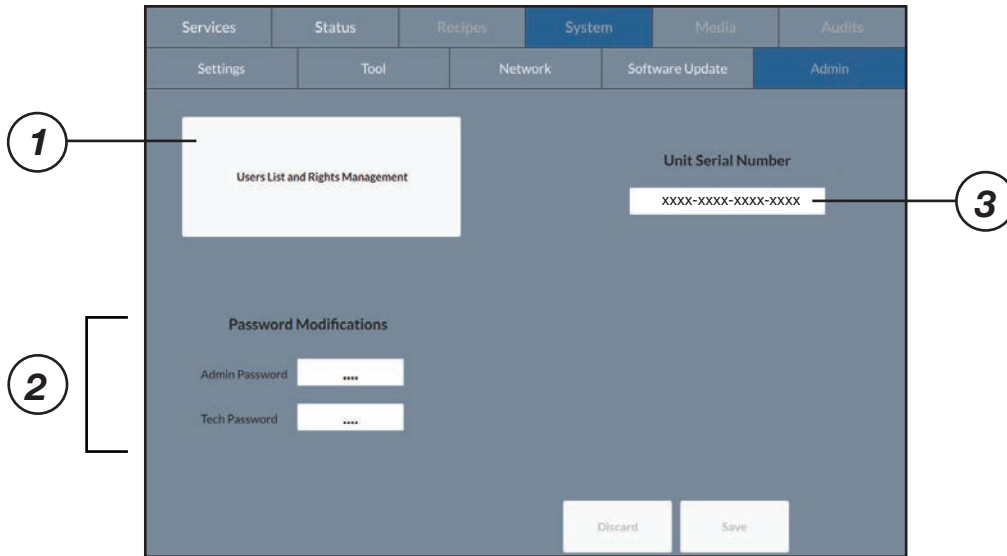 Services Status Recipes System Media Audits
Settings Tool Network Software Update Admin
1
Users List and Rights Management
Unit Serial Number
XXXX-XXXX-XXXX-XXXX
3
2
Password Modifications
Admin Password ....
Tech Password ....
Discard Save